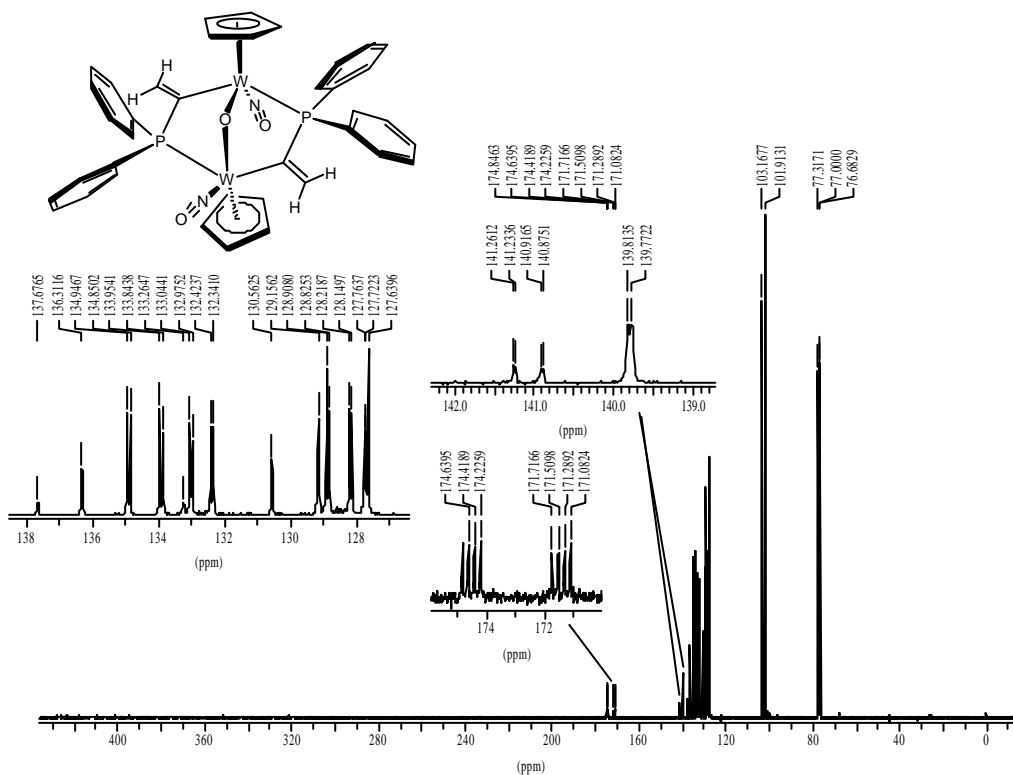 H
H
W
N
O
O
P
P
W
N
O
H
H
174.8463
174.6395
174.4189
174.2259
171.7166
171.5098
171.2892
171.0824
103.1677
101.9131
77.3171
77.0000
76.6829
141.2612
141.2336
140.9165
140.8751
139.8135
139.7722
137.6765
136.3116
134.9467
134.8502
133.9541
133.8438
133.2647
133.0441
132.9752
132.4237
132.3410
130.5625
129.1562
128.9080
128.8253
128.2187
128.1497
127.7637
127.7223
127.6396
142.0 141.0 140.0 139.0
(ppm)
174.6395
174.4189
174.2259
171.7166
171.5098
171.2892
171.0824
138 136 134 132 130 128
(ppm)
174 172
(ppm)
400 360 320 280 240 200 160 120 80 40 0
(ppm)